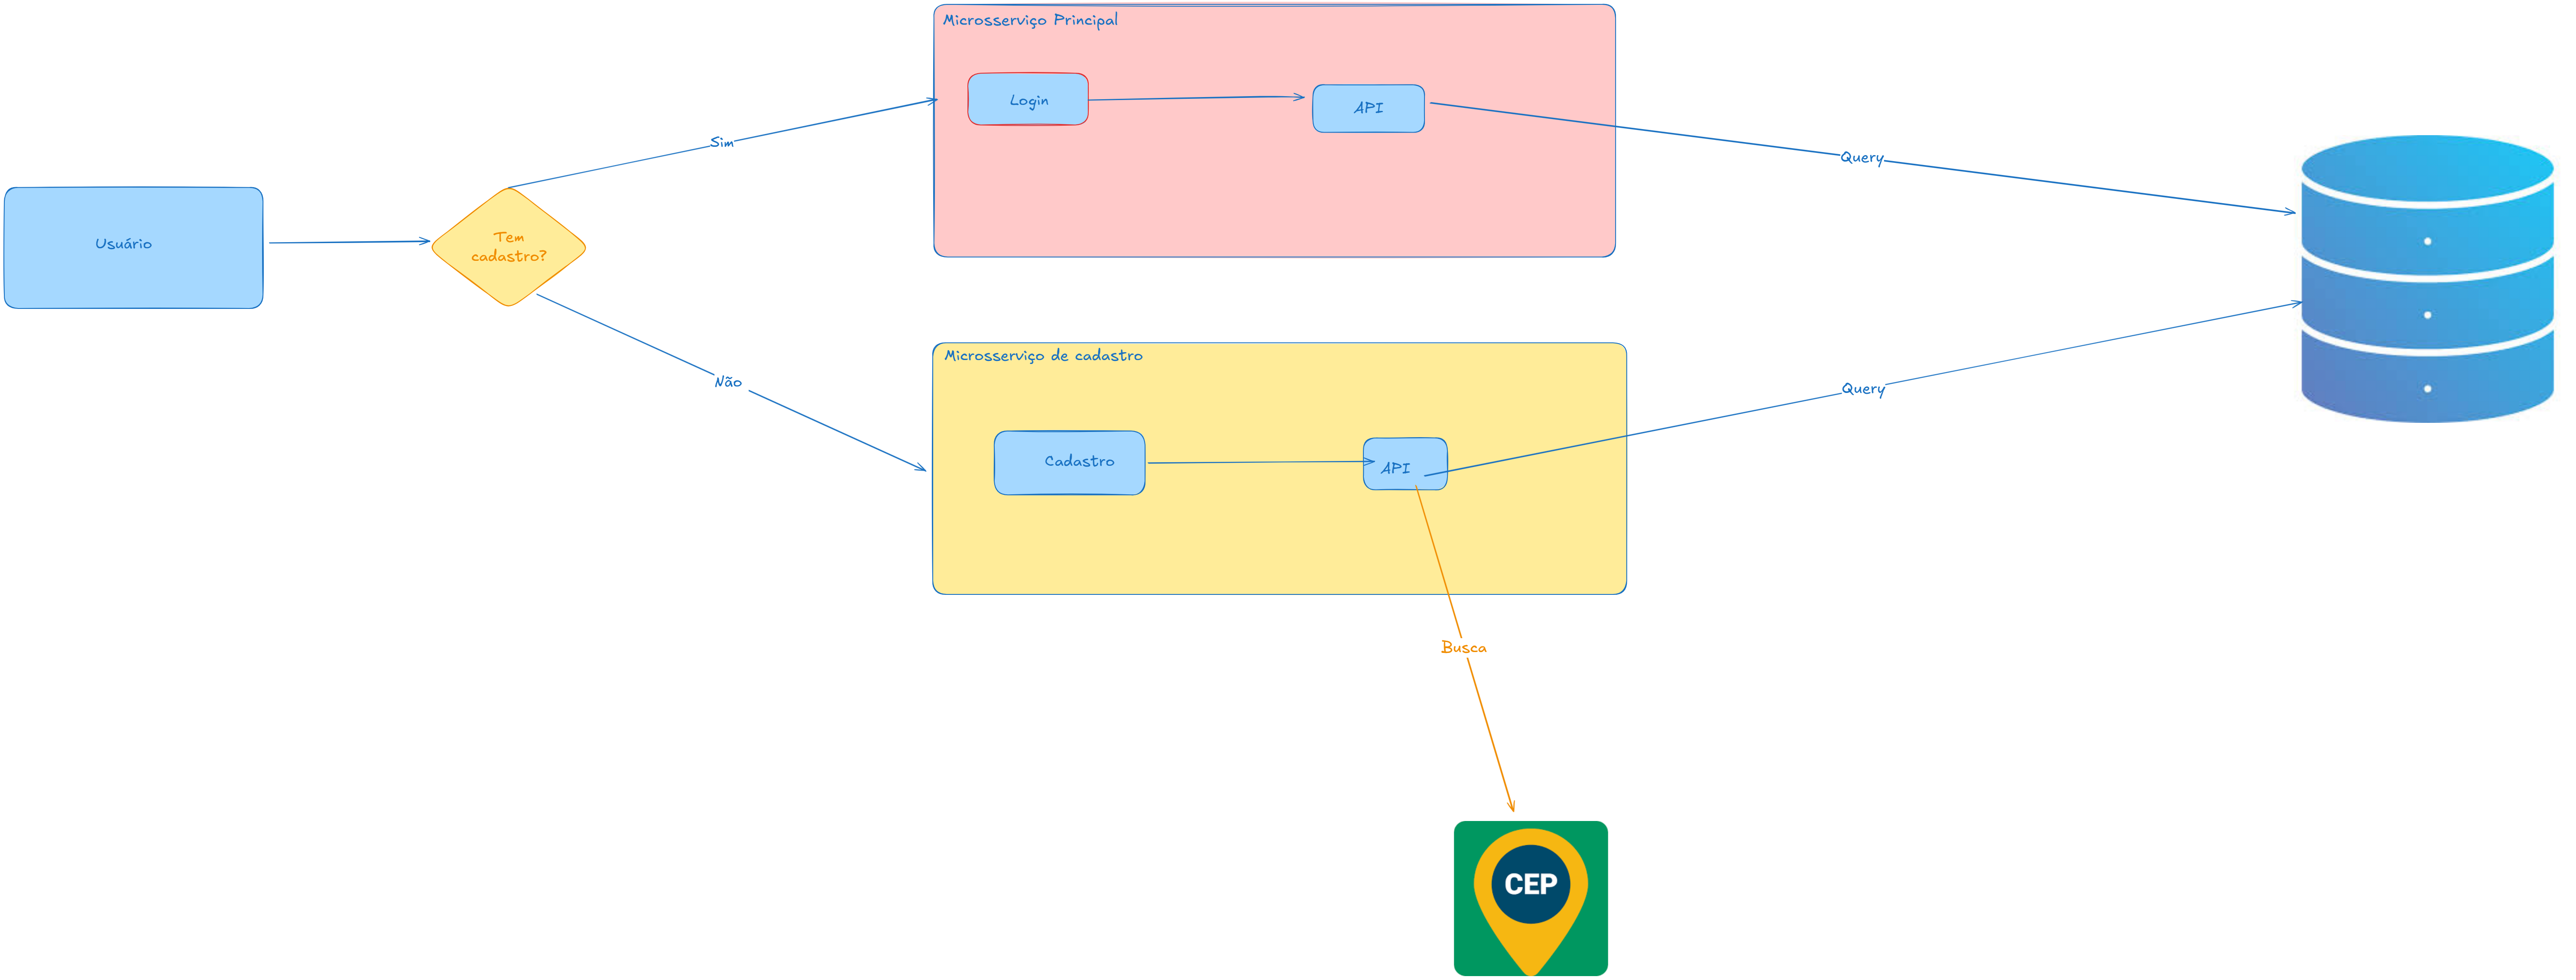 Microsserviço Principal
Login
API
Sim
Query
Usuário
Tem
cadastro?
Não
Microsserviço de cadastro
Query
Cadastro
API
Busca
CEP